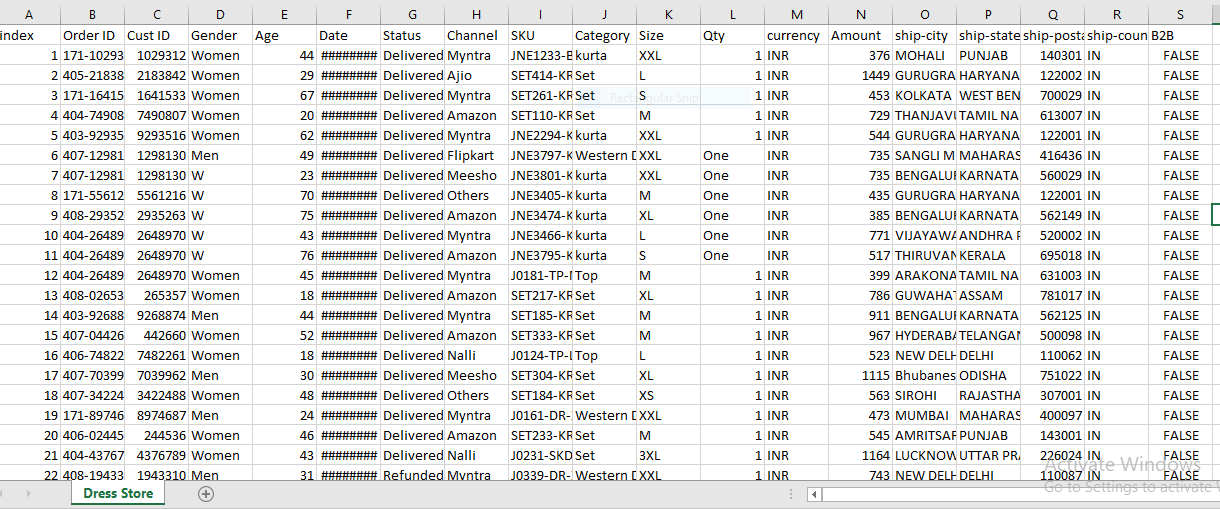 A B C D E F G H I J K L M N O P Q R S
index Order ID Cust ID Gender Age Date Status Channel SKU Category Size Qty currency Amount ship-city ship-state ship-posta ship-coun B2B
1 171-10293 1029312 Women 44 ######## Delivered Myntra JNE1233-B kurta XXL 1 INR 376 MOHALI PUNJAB 140301 IN FALSE
2 405-21838 2183842 Women 29 ######## Delivered Ajio SET414-KR Set L 1 INR 1449 GURUGRA HARYANA 122002 IN FALSE
3 171-16415 1641533 Women 67 ######## Delivered Myntra SET261-KR Set S 1 INR 453 KOLKATA WEST BEN 700029 IN FALSE
Rectangular Snip
4 404-74908 7490807 Women 20 ######## Delivered Amazon SET110-KR Set M 1 INR 729 THANJAVU TAMIL NA 613007 IN FALSE
5 403-92935 9293516 Women 62 ######## Delivered Myntra JNE2294-K kurta XXL 1 INR 544 GURUGRA HARYANA 122001 IN FALSE
6 407-12981 1298130 Men 49 ######## Delivered Flipkart JNE3797-K Western D XXL One INR 735 SANGLI M MAHARAS 416436 IN FALSE
7 407-12981 1298130 W 23 ######## Delivered Meesho JNE3801-K kurta XXL One INR 735 BENGALUI KARNATA 560029 IN FALSE
8 171-55612 5561216 W 70 ######## Delivered Others JNE3405-K kurta M One INR 435 GURUGRA HARYANA 122001 IN FALSE
9 408-29352 2935263 W 75 ######## Delivered Amazon JNE3474-K kurta XL One INR 385 BENGALUI KARNATA 562149 IN FALSE
10 404-26489 2648970 W 43 ######## Delivered Myntra JNE3466-K kurta L One INR 771 VIJAYAWA ANDHRA P 520002 IN FALSE
11 404-26489 2648970 W 76 ######## Delivered Amazon JNE3795-K kurta S One INR 517 THIRUVAN KERALA 695018 IN FALSE
12 404-26489 2648970 Women 45 ######## Delivered Myntra J0181-TP- Top M 1 INR 399 ARAKONA TAMIL NA 631003 IN FALSE
13 408-02653 265357 Women 18 ######## Delivered Amazon SET217-KR Set XL 1 INR 786 GUWAHA ASSAM 781017 IN FALSE
14 403-92688 9268874 Men 44 ######## Delivered Myntra SET185-KR Set M 1 INR 911 BENGALUI KARNATA 562125 IN FALSE
15 407-04426 442660 Women 52 ######## Delivered Amazon SET333-KR Set M 1 INR 967 HYDERABA TELANGAN 500098 IN FALSE
16 406-74822 7482261 Women 18 ######## Delivered Nalli J0124-TP-L Top L 1 INR 523 NEW DELH DELHI 110062 IN FALSE
17 407-70399 7039962 Men 30 ######## Delivered Meesho SET304-KR Set XL 1 INR 1115 Bhubanes ODISHA 751022 IN FALSE
18 407-34224 3422488 Women 48 ######## Delivered Others SET184-KR Set XS 1 INR 563 SIROHI RAJASTHA 307001 IN FALSE
19 171-89746 8974687 Men 24 ######## Delivered Myntra J0161-DR- Western D XXL 1 INR 473 MUMBAI MAHARAS 400097 IN FALSE
20 406-02445 244536 Women 46 ######## Delivered Amazon SET233-KR Set M 1 INR 545 AMRITSAR PUNJAB 143001 IN FALSE
21 404-43767 4376789 Women 43 ######## Delivered Nalli J0231-SKD Set 3XL 1 INR 1164 LUCKNOW UTTAR PR 226024 IN FALSE
22 408-19433 1943310 Men 31 ######## Refunded Myntra J0339-DR- Western D XXL 1 INR 743 NEW DELH DELHI 110087 IN FALSE
Activate Windows
Go to Settings to activate
Dress Store